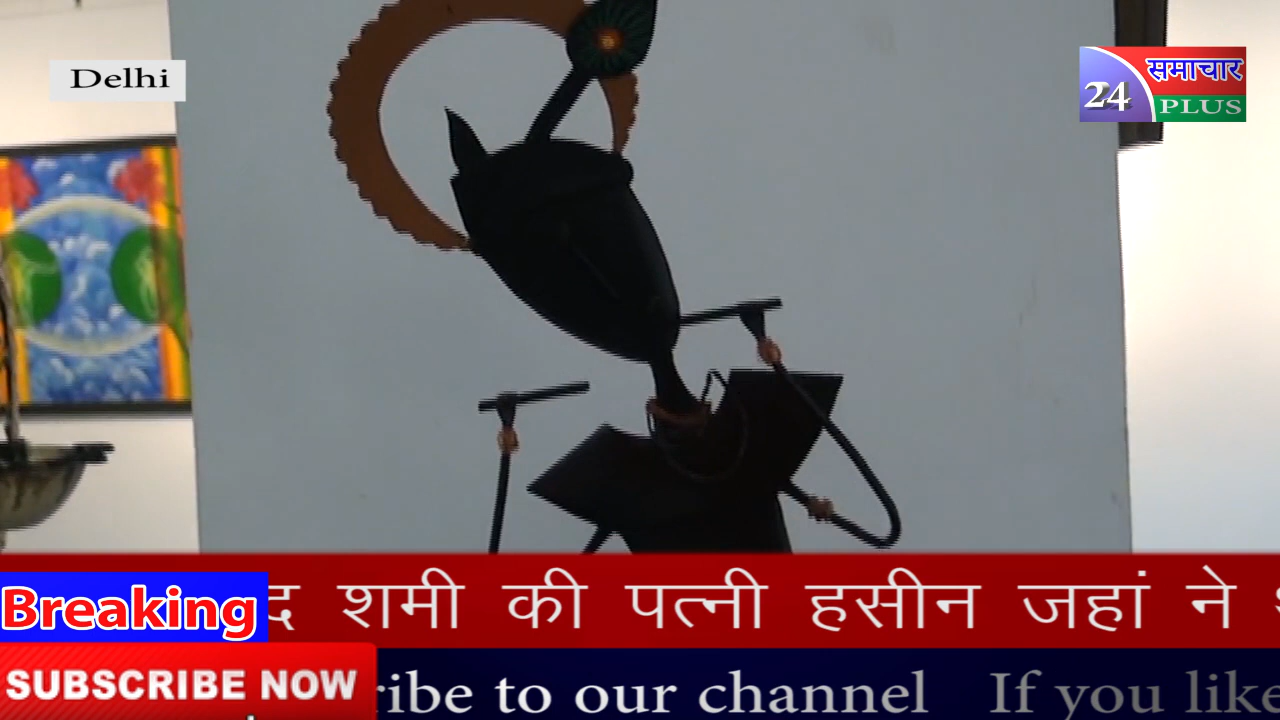 Delhi
समाचार
24 PLUS
Breaking
द शमी की पत्नी हसीन जहां ने
SUBSCRIBE NOW
ribe to our channel If you like